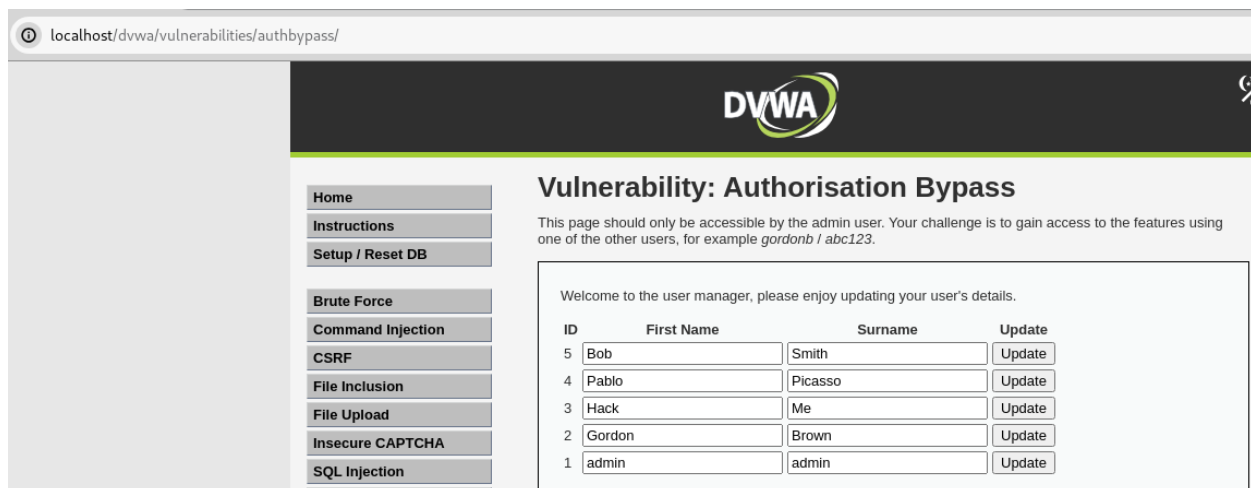 localhost/dvwa/vulnerabilities/authbypass/
DVWA
Home
Instructions
Setup / Reset DB
Brute Force
Command Injection
CSRF
File Inclusion
File Upload
Insecure CAPTCHA
SQL Injection
Vulnerability: Authorisation Bypass
This page should only be accessible by the admin user. Your challenge is to gain access to the features using
one of the other users, for example gordonb / abc123.
Welcome to the user manager, please enjoy updating your user's details.
ID First Name Surname Update
5 Bob Smith Update
4 Pablo Picasso Update
3 Hack Me Update
2 Gordon Brown Update
1 admin admin Update